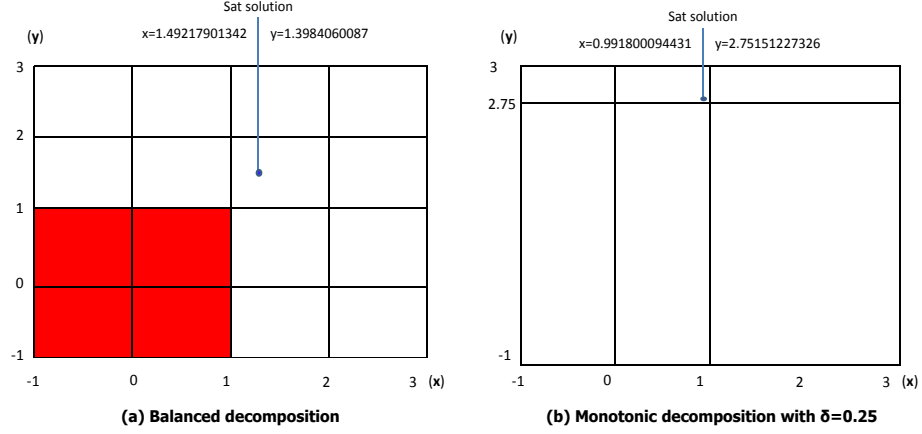 Sat solution
x=1.49217901342 y=1.3984060087
(y)
3
2
1
0
-1
-1 0 1 2 3 (x)
(a) Balanced decomposition
Sat solution
x=0.991800094431 y=2.75151227326
(y)
3
2.75
-1
-1 0 1 2 3 (x)
(b) Monotonic decomposition with δ=0.25